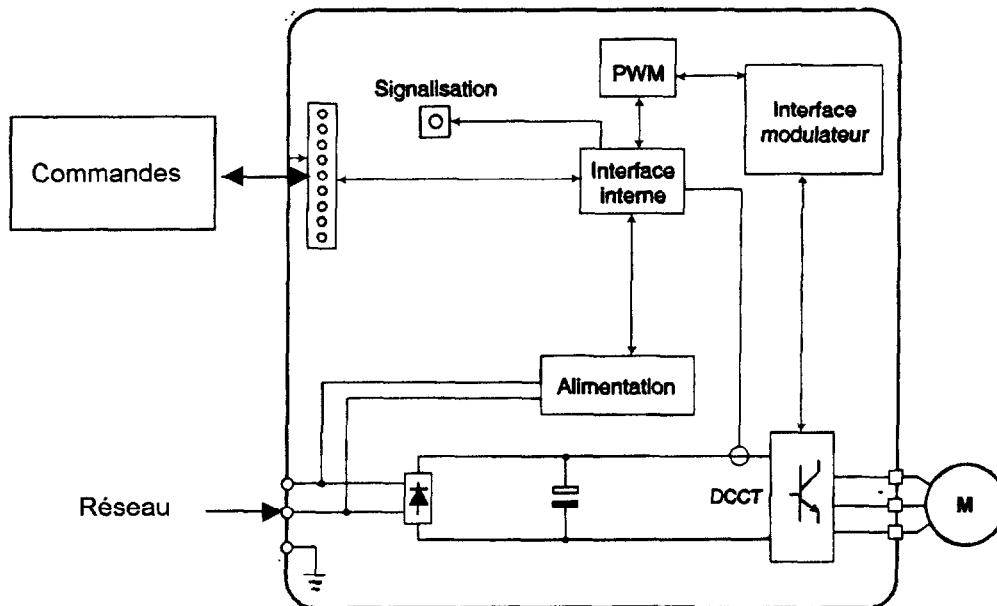 PWM
Signalisation
Interface
modulateur
Commandes
Interface
interne
Alimentation
Réseau
DCCT
M